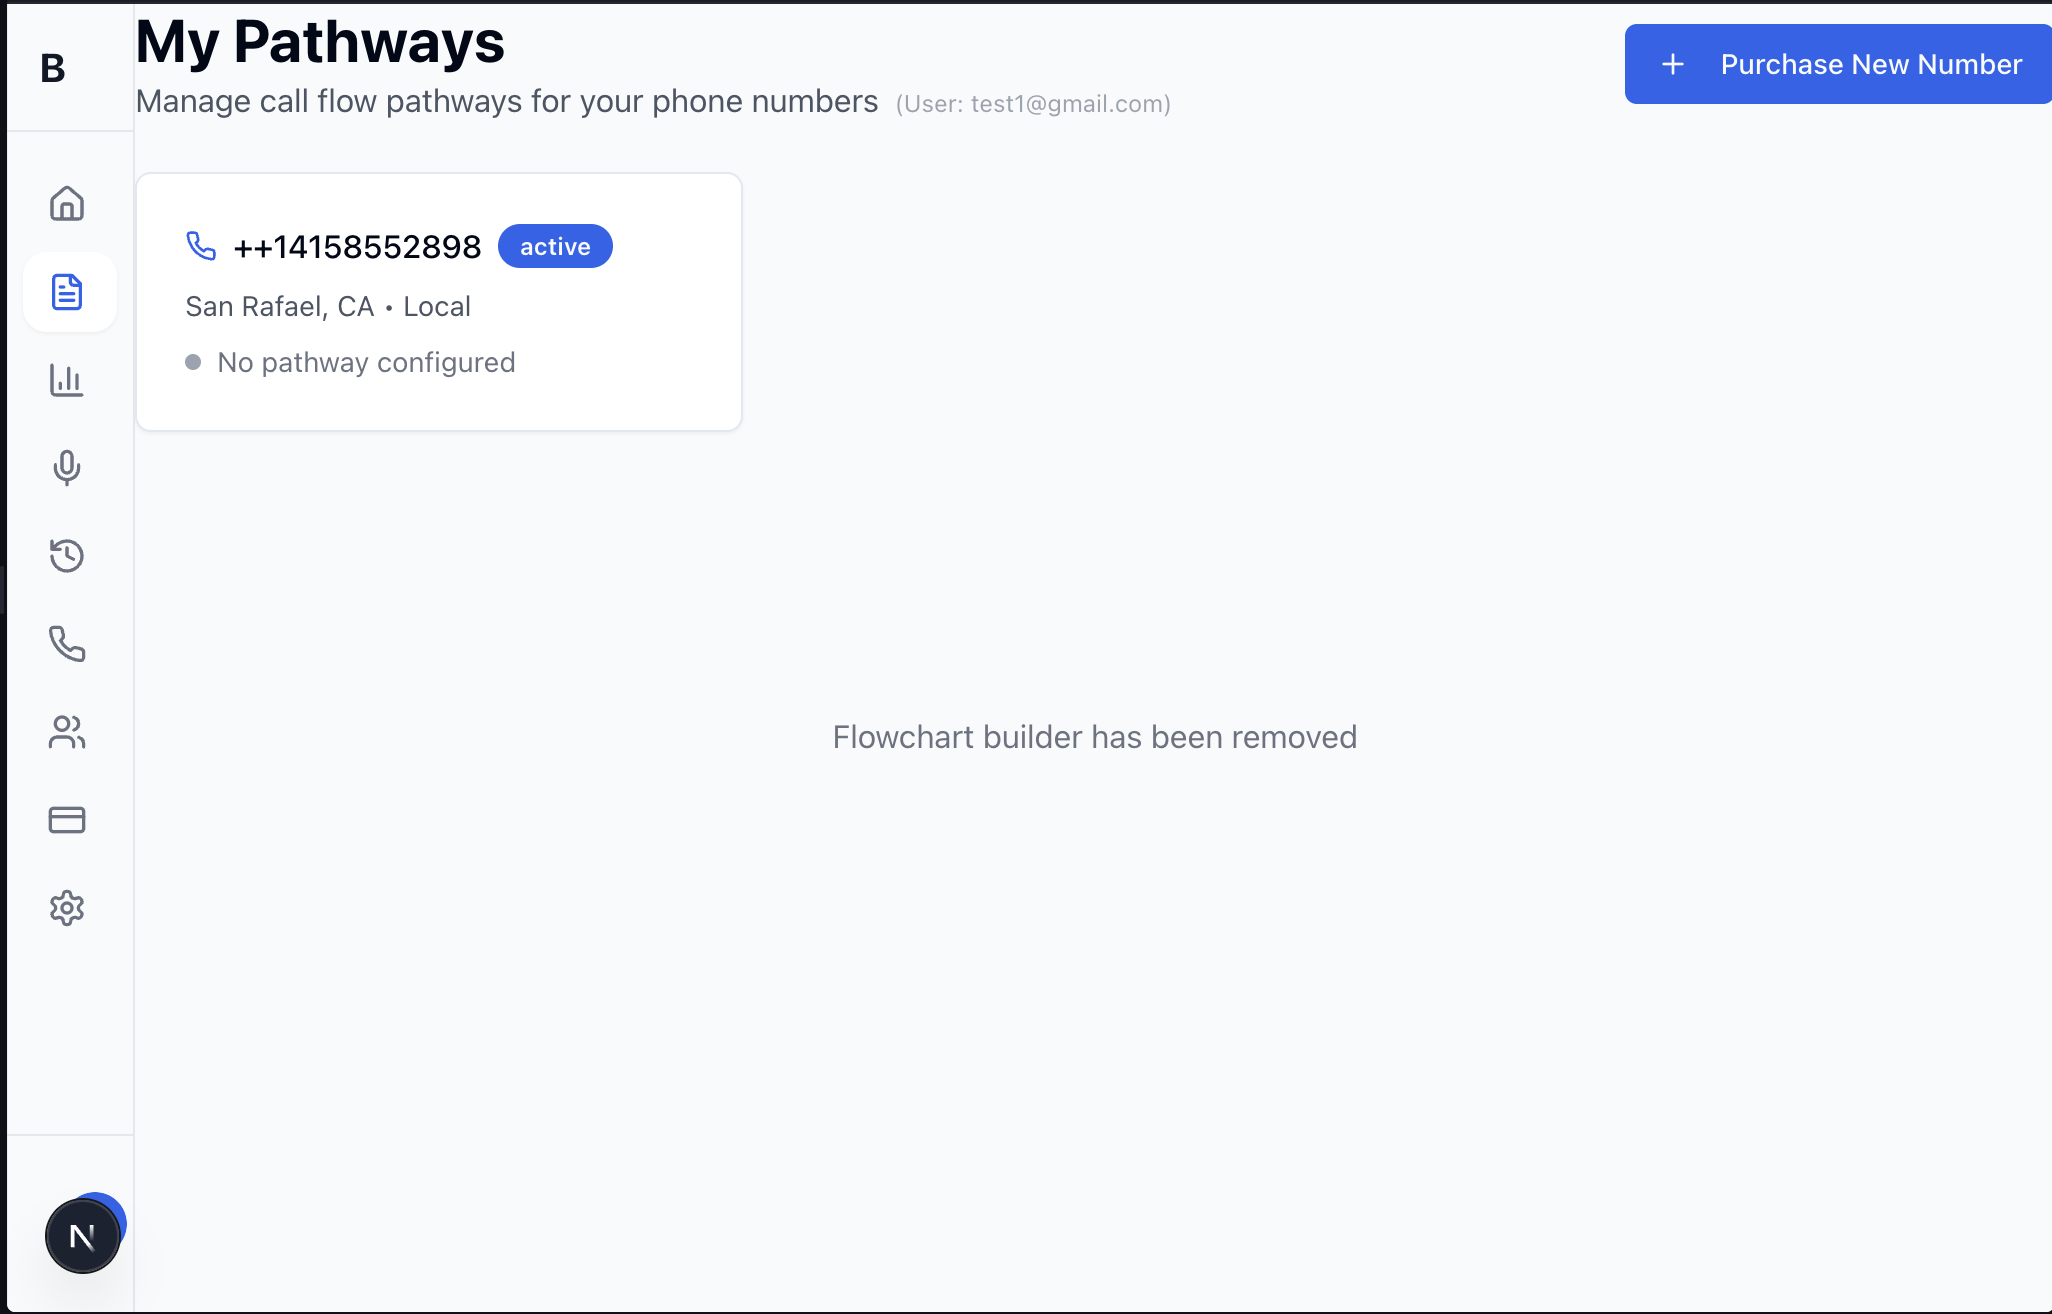 B
My Pathways
Manage call flow pathways for your phone numbers (User: test1@gmail.com)
+ Purchase New Number
++14158552898 active
San Rafael, CA • Local
No pathway configured
Flowchart builder has been removed
N